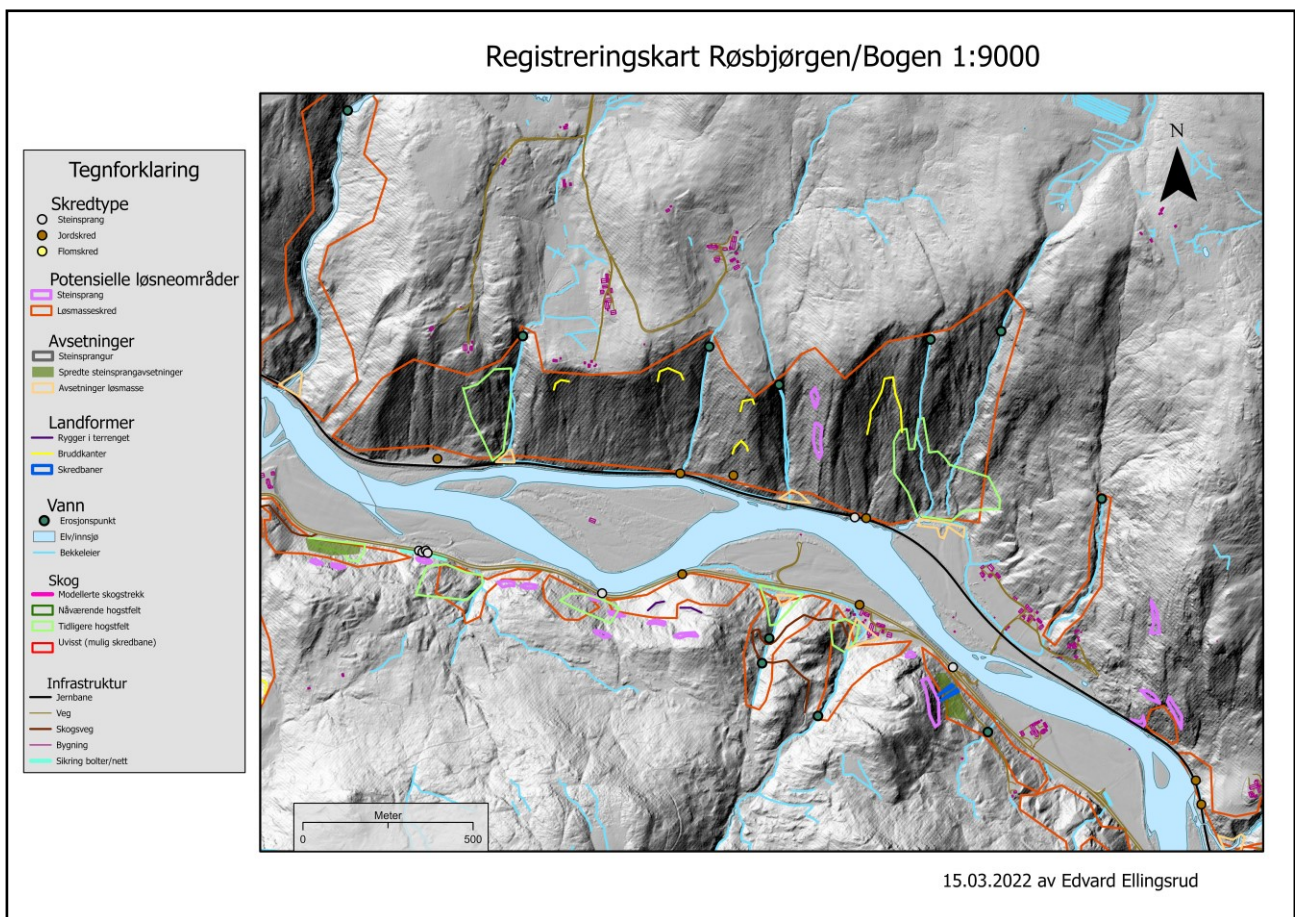 Registreringskart Røsbjørgen/Bogen 1:9000
N
Tegnforklaring
Skredtype
Steinsprang
Jordskred
Flomskred
Potensielle løsneområder
Steinsprang
Løsmasseskred
Avsetninger
Steinsprangur
Spredte steinsprangavsetninger
Avsetninger løsmasse
Landformer
Rygger i terrenget
Bruddkanter
Skredbaner
Vann
Erosjonspunkt
Elv/innsjø
Bekkeleier
Skog
Modellerte skogstrekk
Nåværende hogstfelt
Tidligere hogstfelt
Uvisst (mulig skredbane)
Infrastruktur
Jernbane
Veg
Skogsveg
Bygning
Sikring bolter/nett
Meter
0 500
15.03.2022 av Edvard Ellingsrud